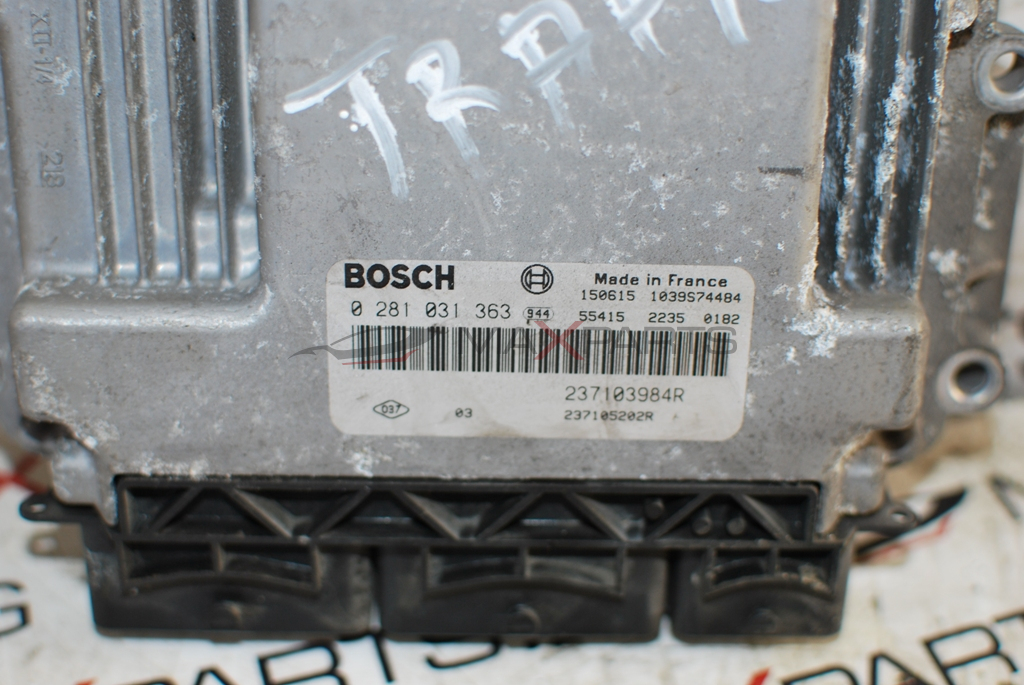 TRAF
BOSCH
Made in France
150615 1039S74484
0 281 031 363 944
55415 2235 0182
MAXPARTS
237103984R
037 03 237105202R